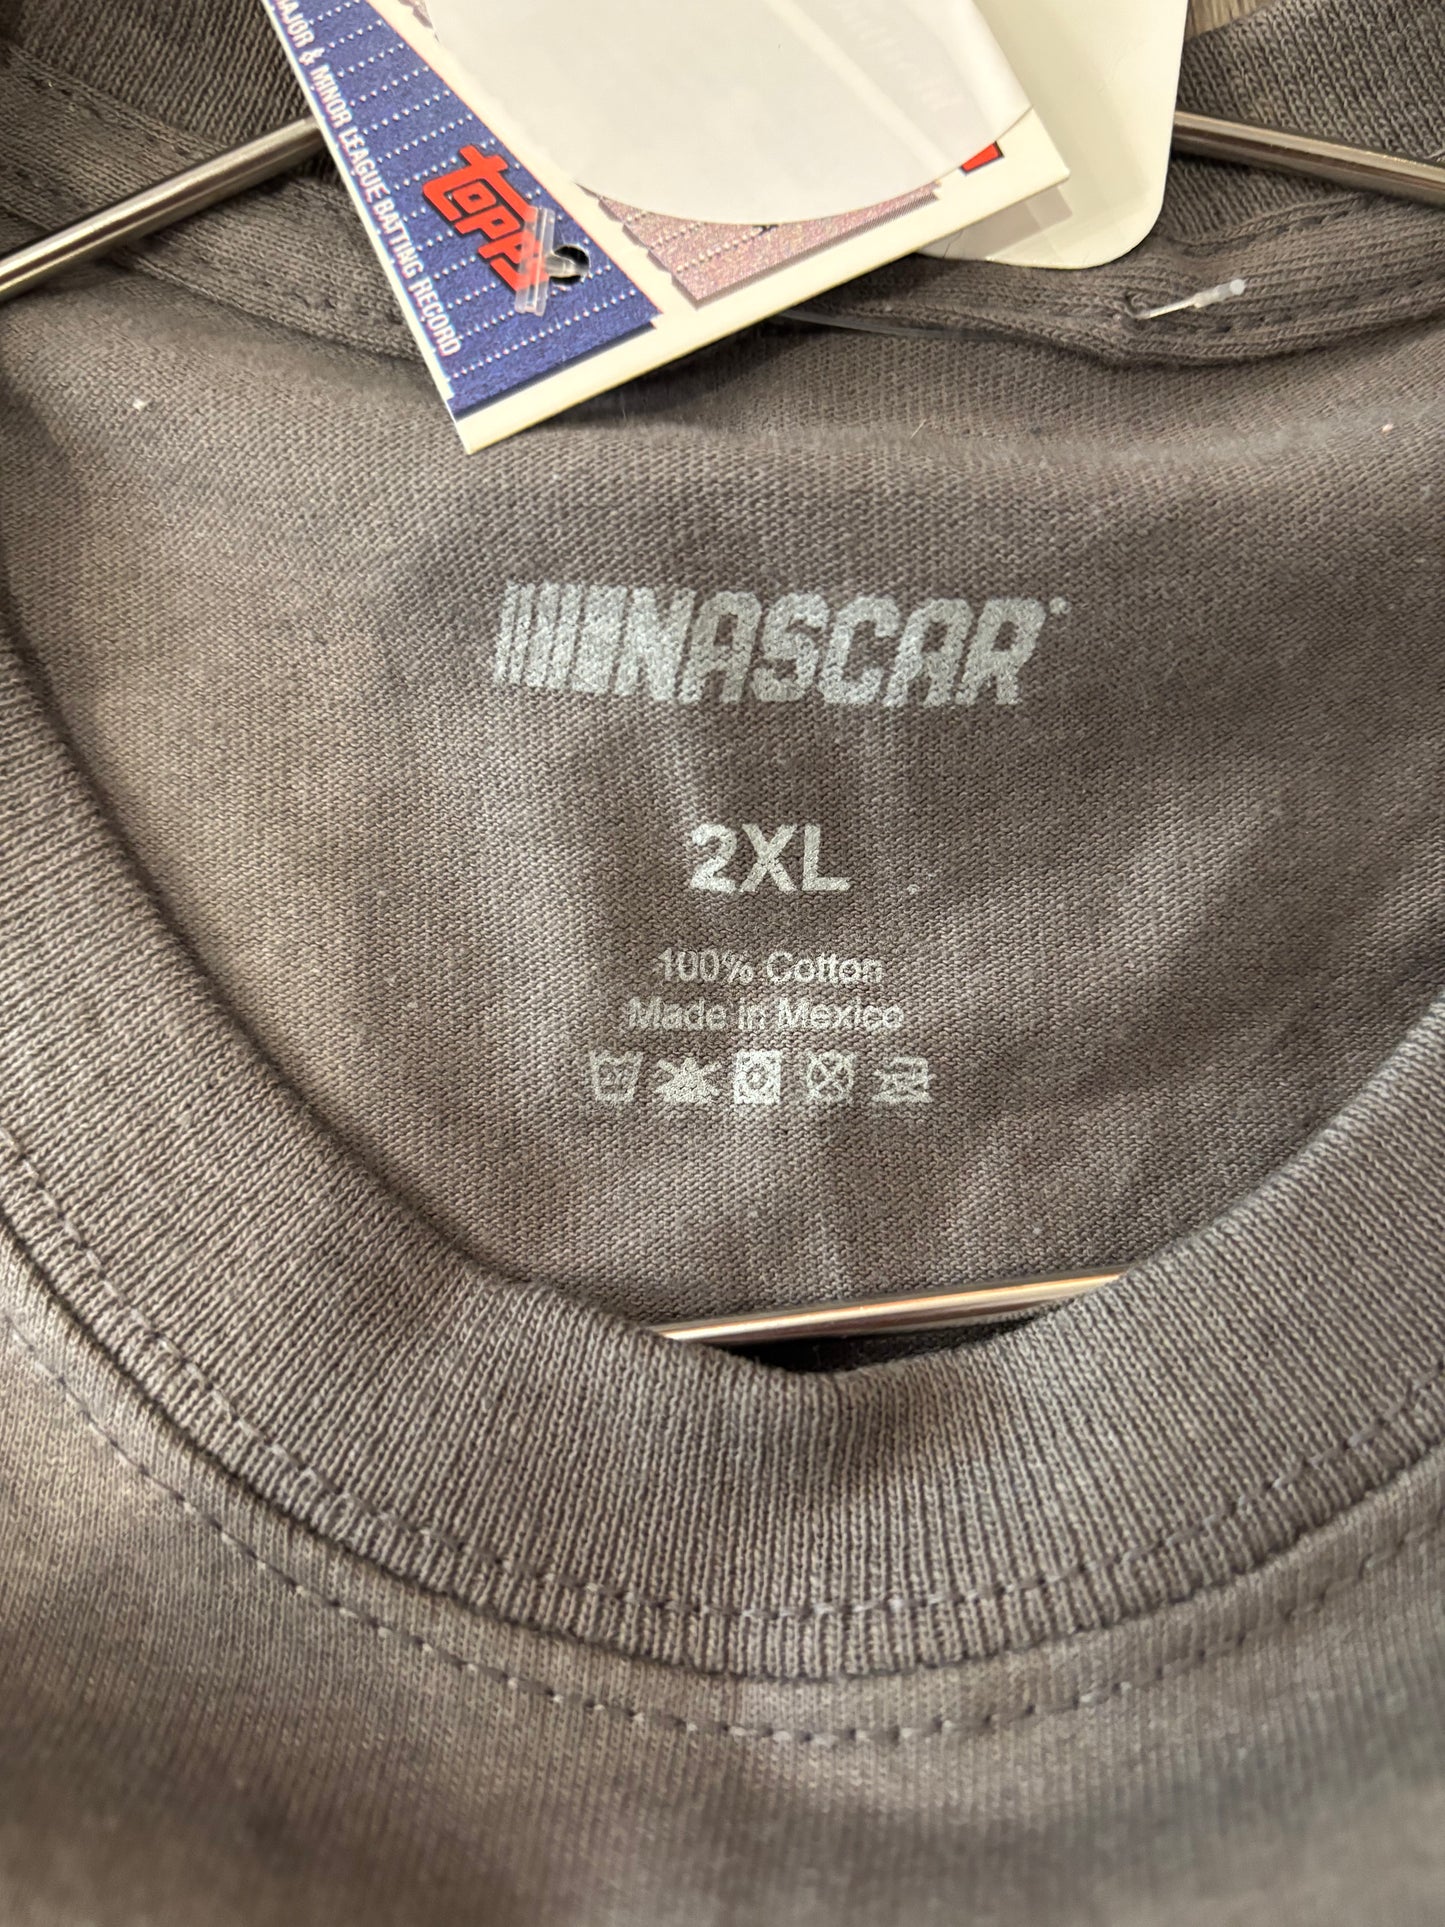 MAJOR & MINOR LEAGUE BATTING RECORD
TOPPS
NASCAR
2XL
100% Cotton
Made in Mexico